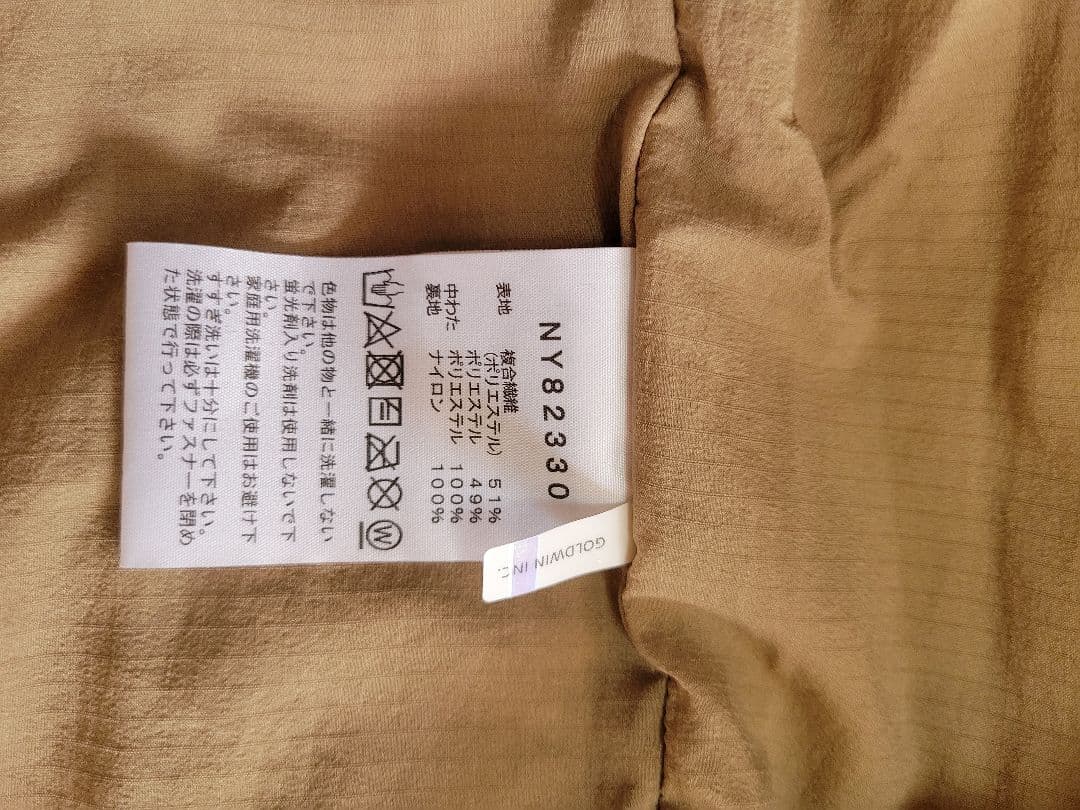 NY82330
表地 複合繊維
(ポリエステル) 51%
ポリエステル 49%
中わた ポリエステル 100%
裏地 ナイロン 100%
W
色物は他の物と一緒に洗濯しない
で下さい。
蛍光剤入り洗剤は使用しないで下
さい。
家庭用洗濯機のご使用はお避け下
さい。
すすぎ洗いは十分にして下さい。
洗濯の際は必ずファスナーを閉め
た状態で行って下さい。
GOLDWIN INC.